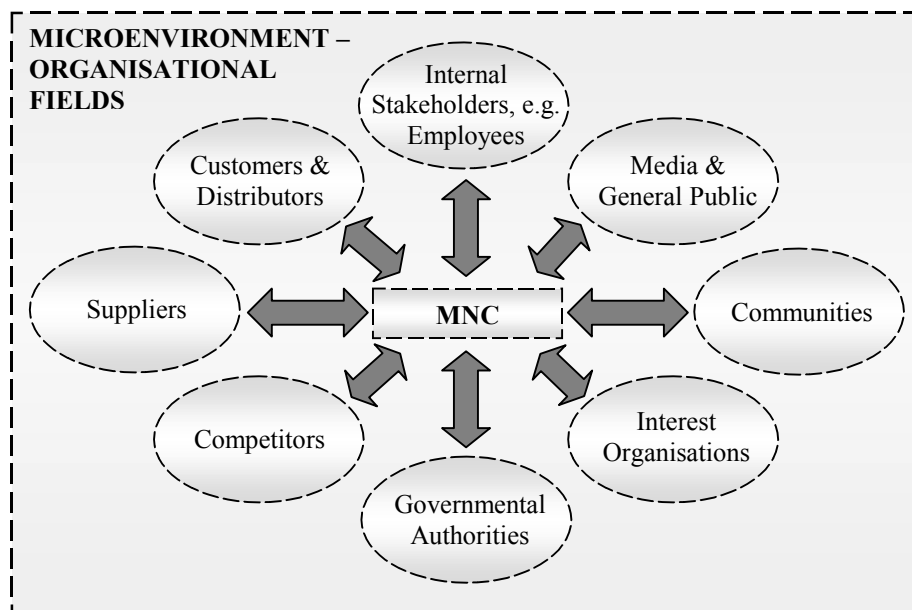 MICROENVIRONMENT –
ORGANISATIONAL
FIELDS
Internal
Stakeholders, e.g.
Employees
Customers &
Distributors
Media &
General Public
Suppliers
MNC
Communities
Competitors
Interest
Organisations
Governmental
Authorities